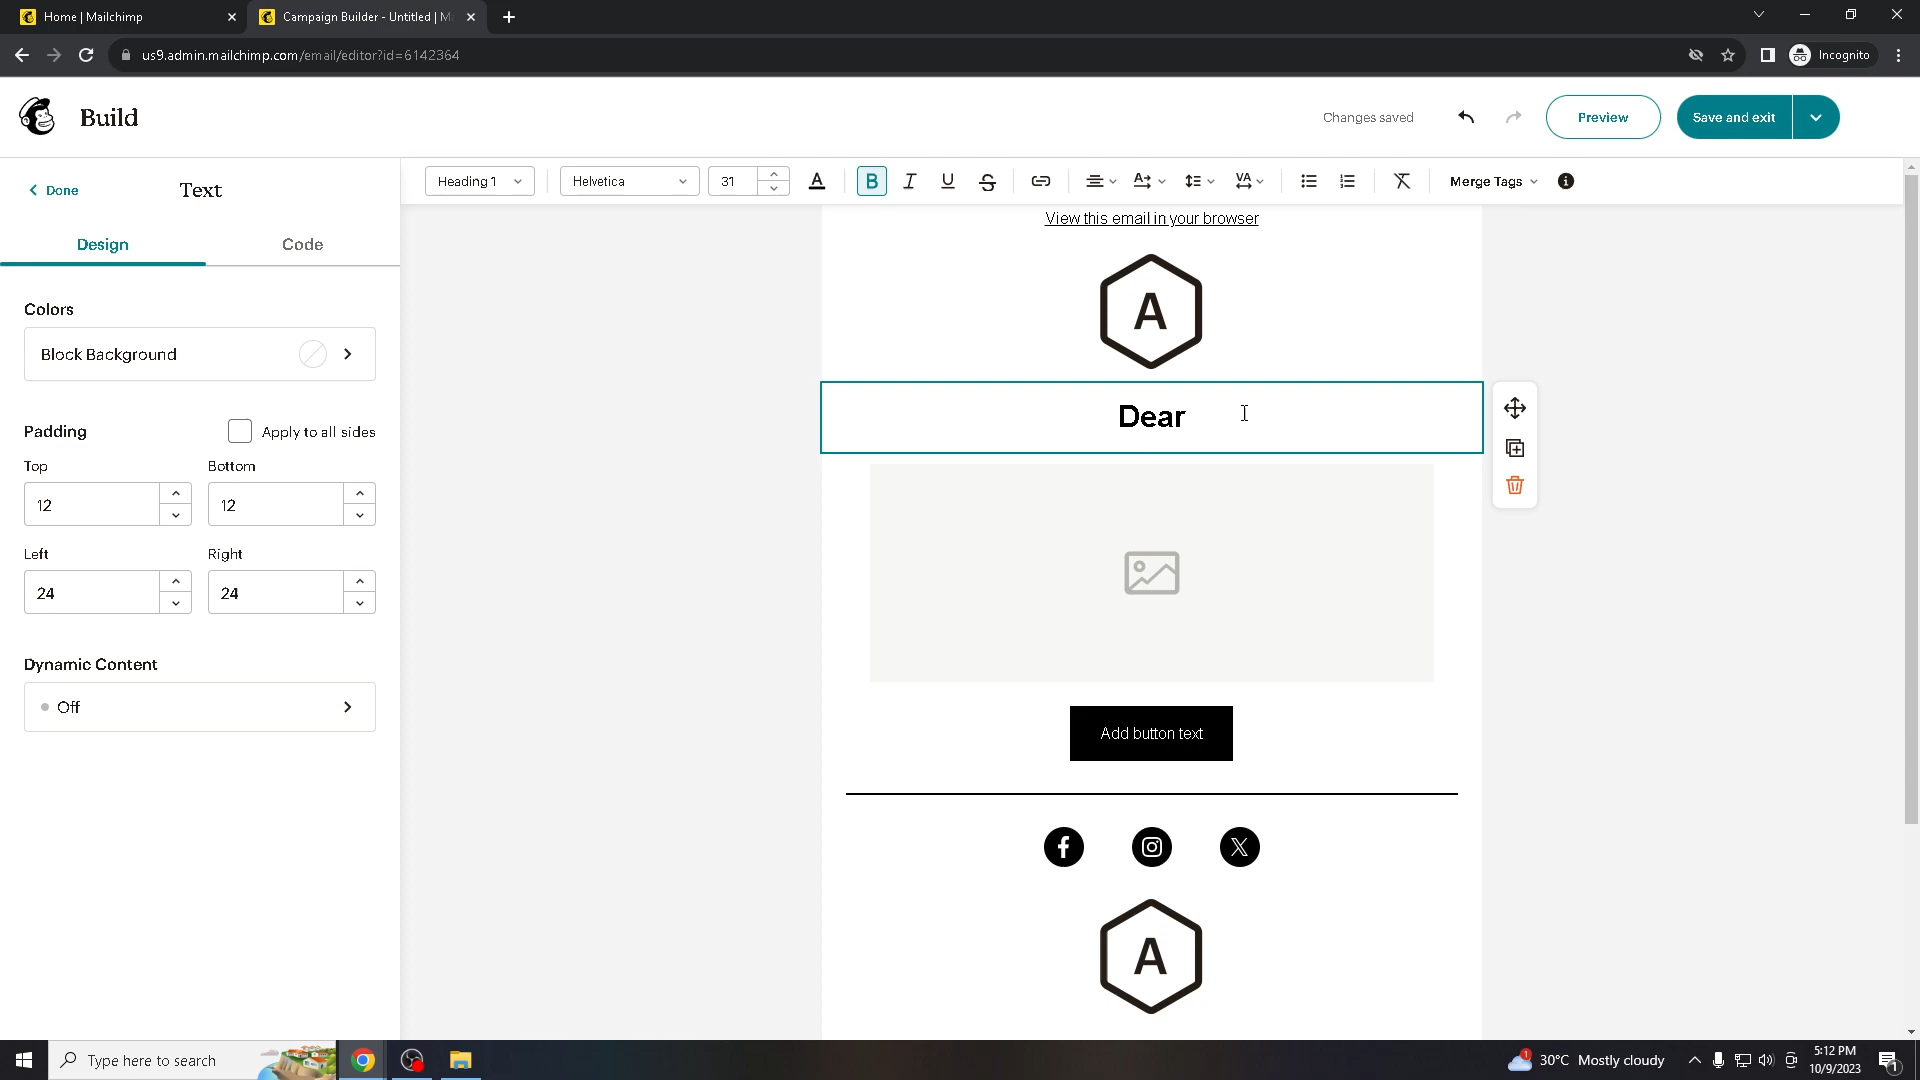 Home | Mailchimp
Campaign Builder - Untitled | M
us9.admin.mailchimp.com/email/editor?id=6142364
Incognito
Build
Changes saved
Preview
Save and exit
Done
Text
Heading 1
Helvetica
31
A
B
I
U
S
A
VA
Merge Tags
Design
Code
View this email in your browser
A
Colors
Block Background
Dear
Padding
Apply to all sides
Top
Bottom
12
12
Left
Right
24
24
Dynamic Content
Off
Add button text
A
Type here to search
1
30°C Mostly cloudy
5:12 PM
10/9/2023
1